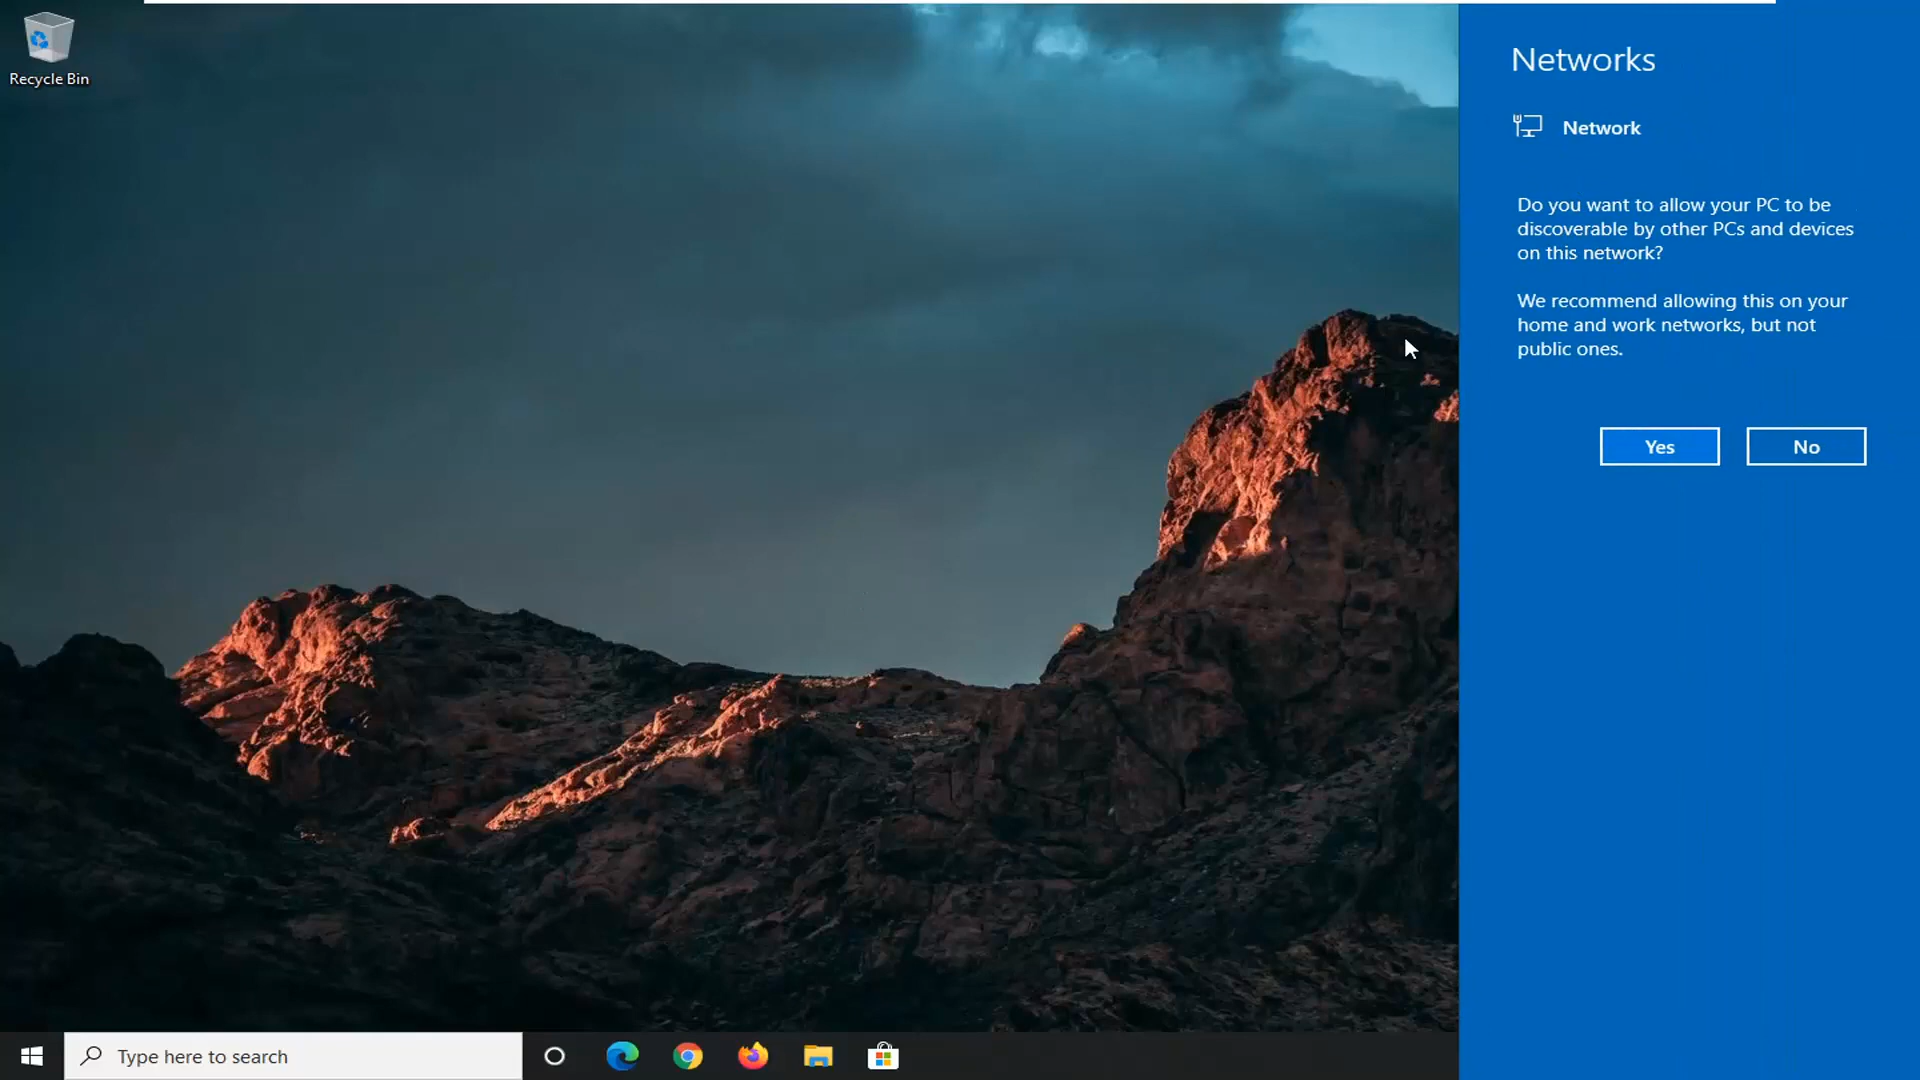 Recycle Bin
Networks
Network
Do you want to allow your PC to be
discoverable by other PCs and devices
on this network?
We recommend allowing this on your
home and work networks, but not
public ones.
Yes
No
Type here to search